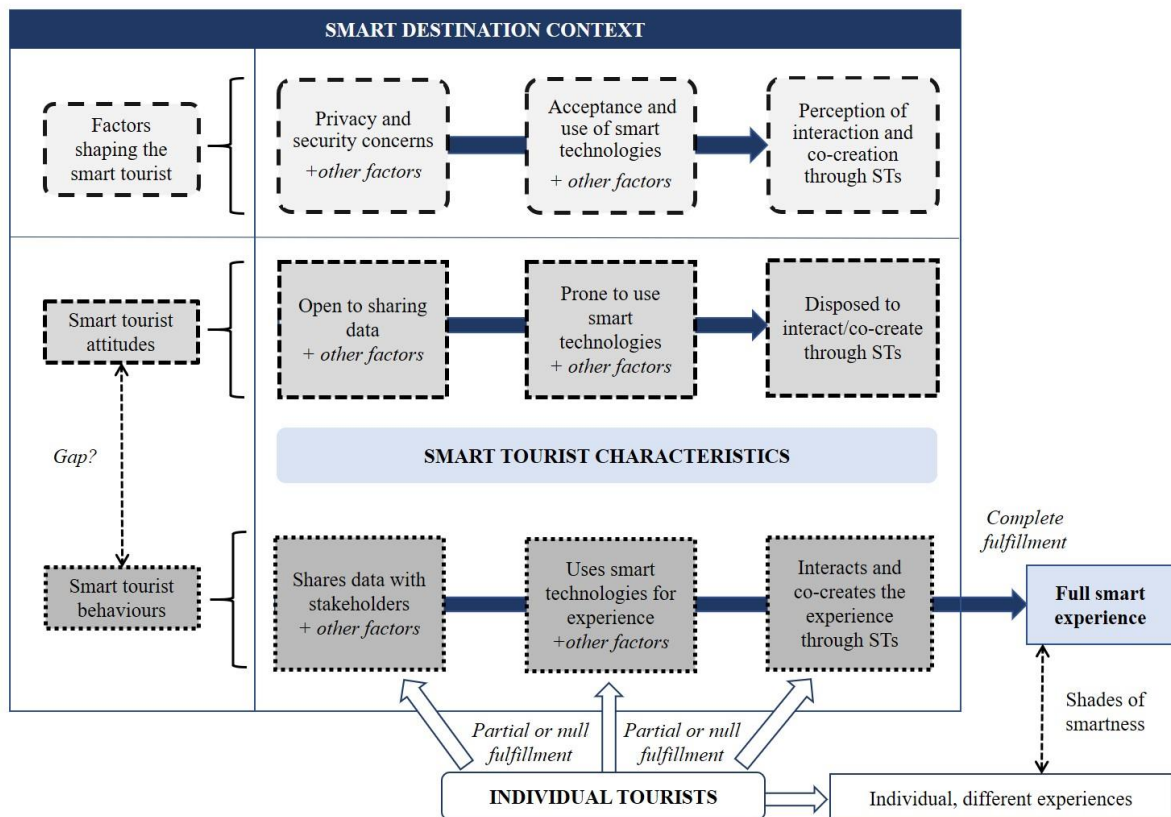 SMART DESTINATION CONTEXT
Factors
shaping the
smart tourist
Privacy and
security concerns
+other factors
Acceptance and
use of smart
technologies
+ other factors
Perception of
interaction and
co-creation
through STs
Smart tourist
attitudes
Open to sharing
data
+ other factors
Prone to use
smart
technologies
+ other factors
Disposed to
interact/co-create
through STs
Gap?
SMART TOURIST CHARACTERISTICS
Smart tourist
behaviours
Shares data with
stakeholders
+ other factors
Uses smart
technologies for
experience
+other factors
Interacts and
co-creates the
experience
through STs
Complete
fulfillment
Full smart
experience
Shades of
smartness
Partial or null
fulfillment
Partial or null
fulfillment
INDIVIDUAL TOURISTS
Individual, different experiences